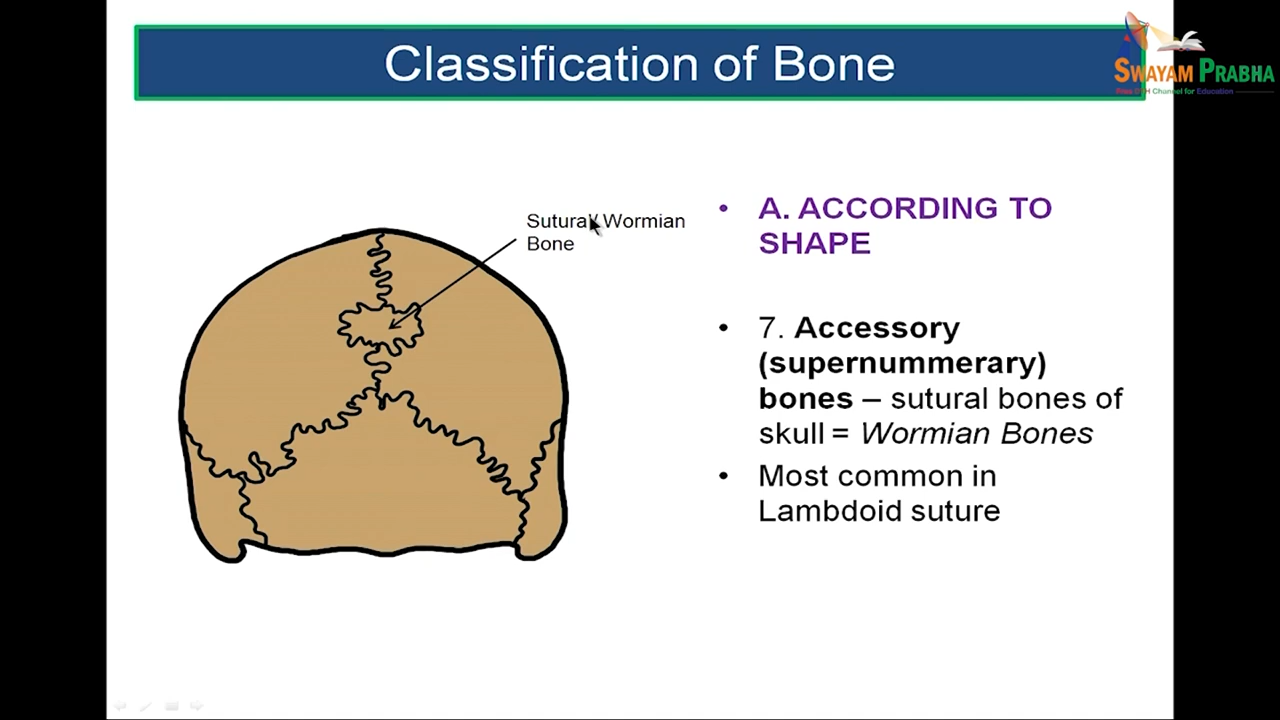 Classification of Bone
SWAYAM PRABHA
Free DTH Channel for Education
Sutural/ Wormian
Bone
• A. ACCORDING TO
SHAPE
• 7. Accessory
(supernummerary)
bones – sutural bones of
skull = Wormian Bones
• Most common in
Lambdoid suture